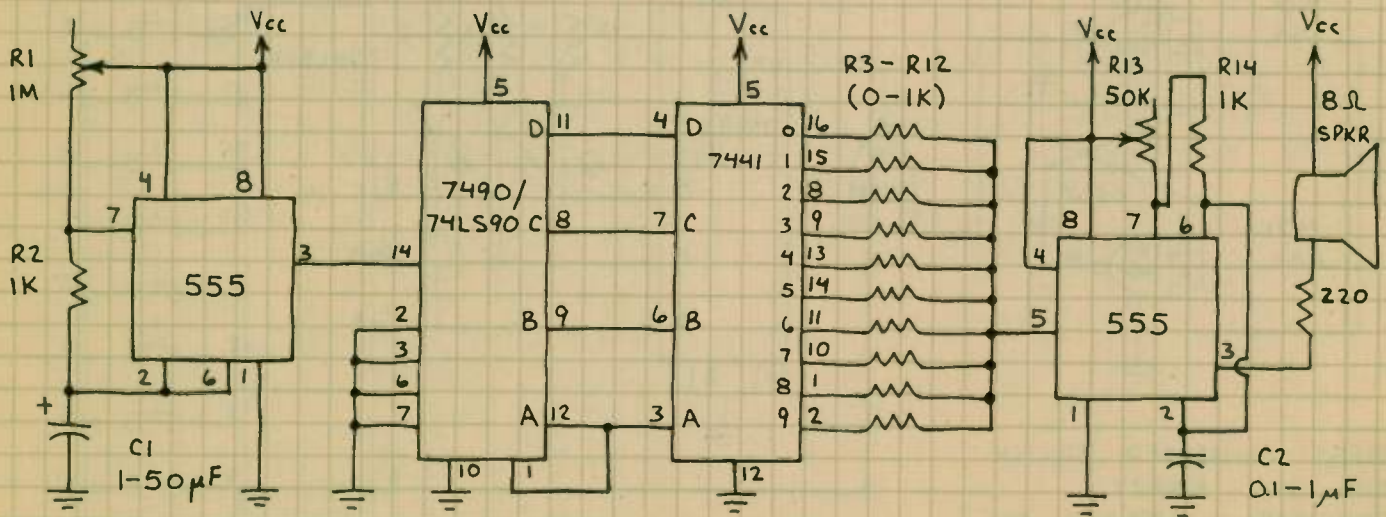 R1
1M
Vcc
4
8
7
555
3
R2
1K
2
6
1
+
C1
1-50µF
Vcc
5
7490/
74LS90
D
11
C
8
B
9
A
12
14
2
3
6
7
10
1
Vcc
5
7441
4
D
7
C
6
B
3
A
0
16
1
15
2
8
3
9
4
13
5
14
6
11
7
10
8
1
9
2
12
R3-R12
(0-1K)
Vcc
R13
50K
R14
1K
8
7
6
4
5
555
3
1
2
C2
0.1-1µF
Vcc
8Ω
SPKR
220